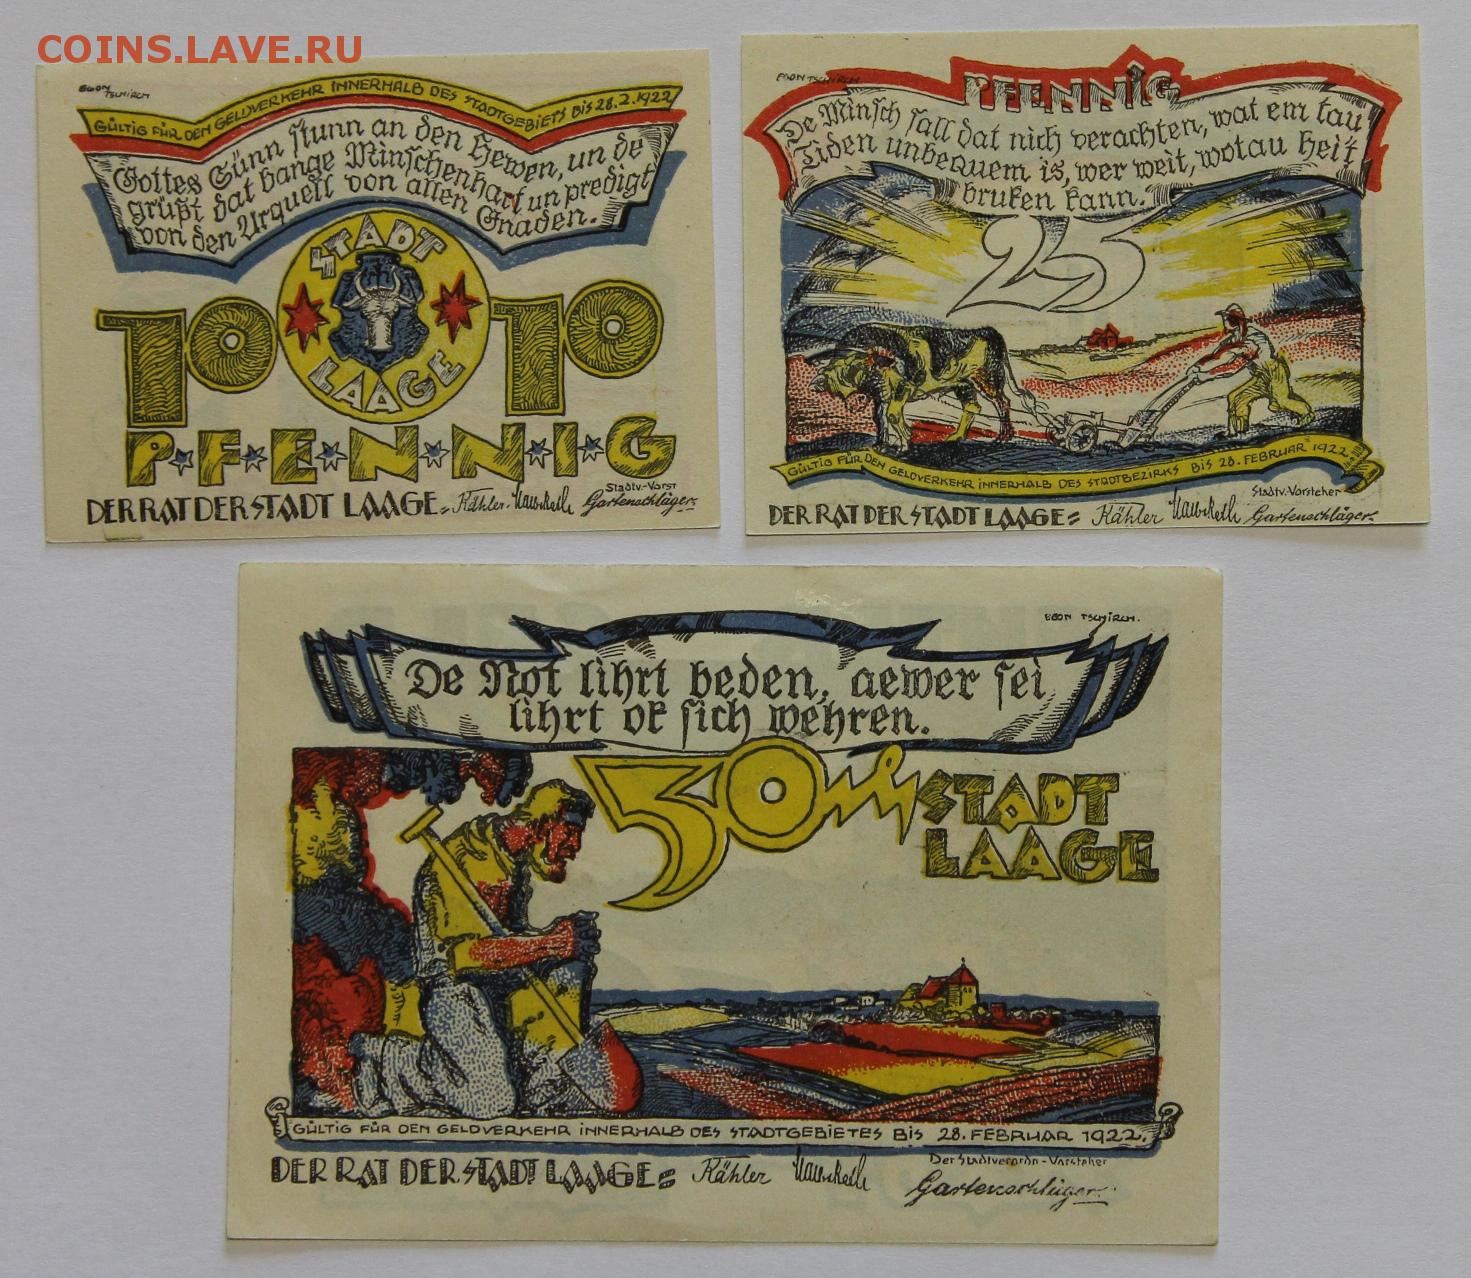 COINS.LAVE.RU
EGON
TSCHIRCH
GÜLTIG FÜR DEN GELDVERKEHR INNERHALB DES STADTGEBIETS BIS 28.2.1922
Gottes Sünn stunn an den Hewen, un de
grüßt dat bange Minschenhart un predigt
von den Urquell von allen Gnaden.
STADT
LAAGE
10 10
P★F★E★N★N★I★G
DER RAT DER STADT LAAGE = Kähler
Stadtv.-Vorst
Gartenschläger
EGON TSCHIRCH
PFENNIG
De Minsch sall dat nich verachten, wat em tau
Tiden unbequem is, wer weit, wotau hei't
bruken kann.
25
GÜLTIG FÜR DEN GELDVERKEHR INNERHALB DES STADTBEZIRKS BIS 28. FEBRUAR 1922.
Stadtv.-Vorsteher
DER RAT DER STADT LAAGE = Kähler Gartenschläger
EGON TSCHIRCH.
De Not lihrt beden, aewer sei
lihrt ok sich wehren.
50 STADT
LAAGE
GÜLTIG FÜR DEN GELDVERKEHR INNERHALB DES STADTGEBIETES BIS 28. FEBRUAR 1922.
DER RAT DER STADT LAAGE = Kähler
Der Stadtverordn-Vorsteher
Gartenschläger